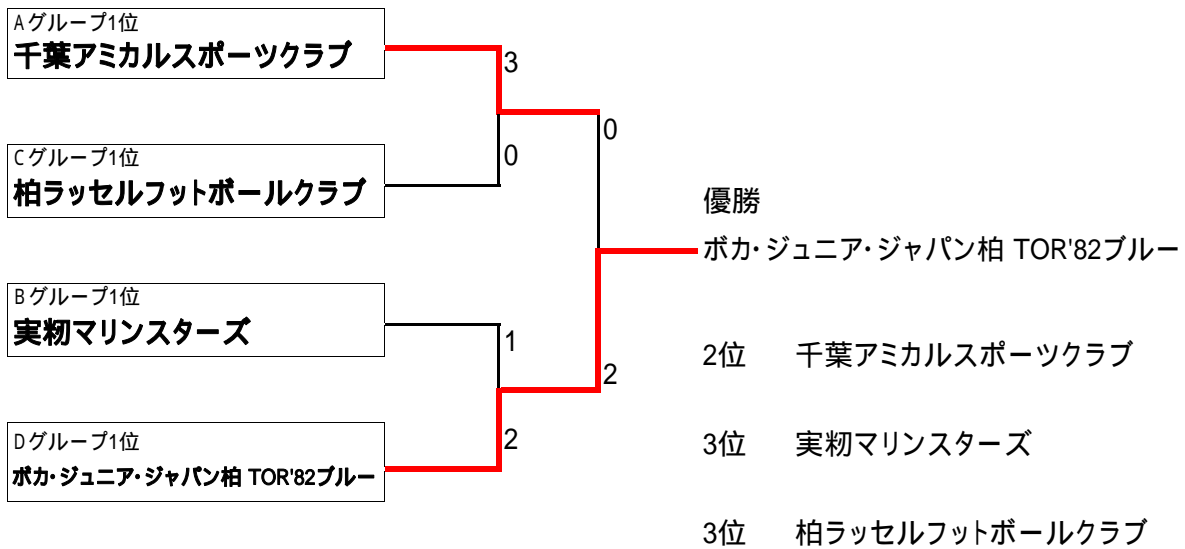 Aグループ1位
千葉アミカルスポーツクラブ
3
0
Cグループ1位
0
柏ラッセルフットボールクラブ
優勝
ボカ・ジュニア・ジャパン柏 TOR'82ブルー
Bグループ1位
実籾マリンスターズ
1
2位 千葉アミカルスポーツクラブ
2
Dグループ1位
2
3位 実籾マリンスターズ
ボカ・ジュニア・ジャパン柏 TOR'82ブルー
3位 柏ラッセルフットボールクラブ